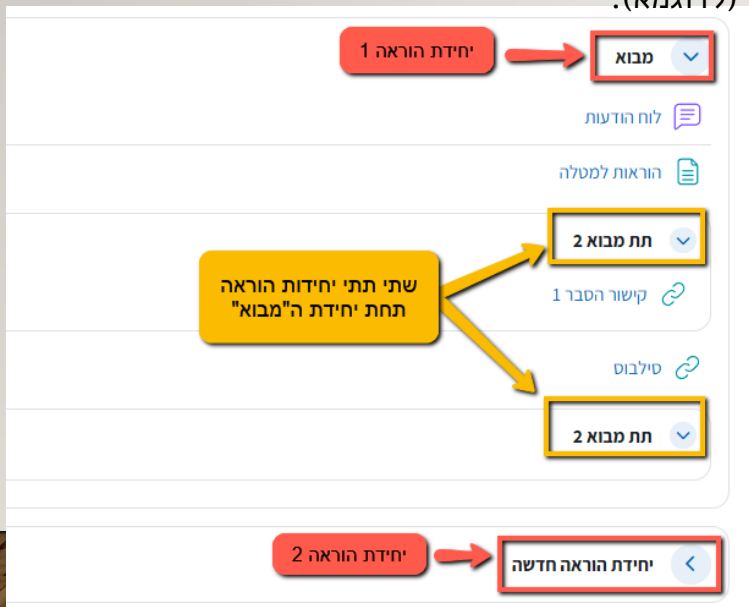 (לדוגמא):
מבוא
יחידת הוראה 1
לוח הודעות
הוראות למטלה
תת מבוא 2
שתי תתי יחידות הוראה
תחת יחידת ה"מבוא"
קישור הסבר 1
סילבוס
תת מבוא 2
יחידת הוראה חדשה
יחידת הוראה 2